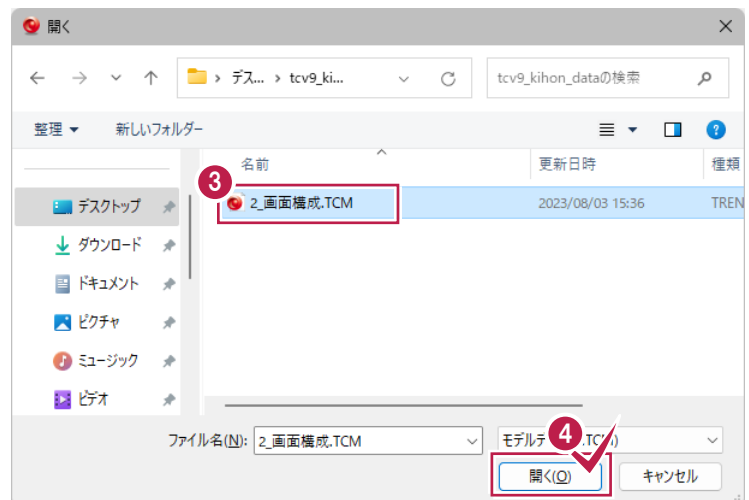 開く
デス... › tcv9_ki...
tcv9_kihon_dataの検索
整理
新しいフォルダー
名前
更新日時
種類
3
デスクトップ
2_画面構成.TCM
2023/08/03 15:36
TREN
ダウンロード
ドキュメント
ピクチャ
ミュージック
ビデオ
ファイル名(N): 2_画面構成.TCM
4
開く(O)
キャンセル